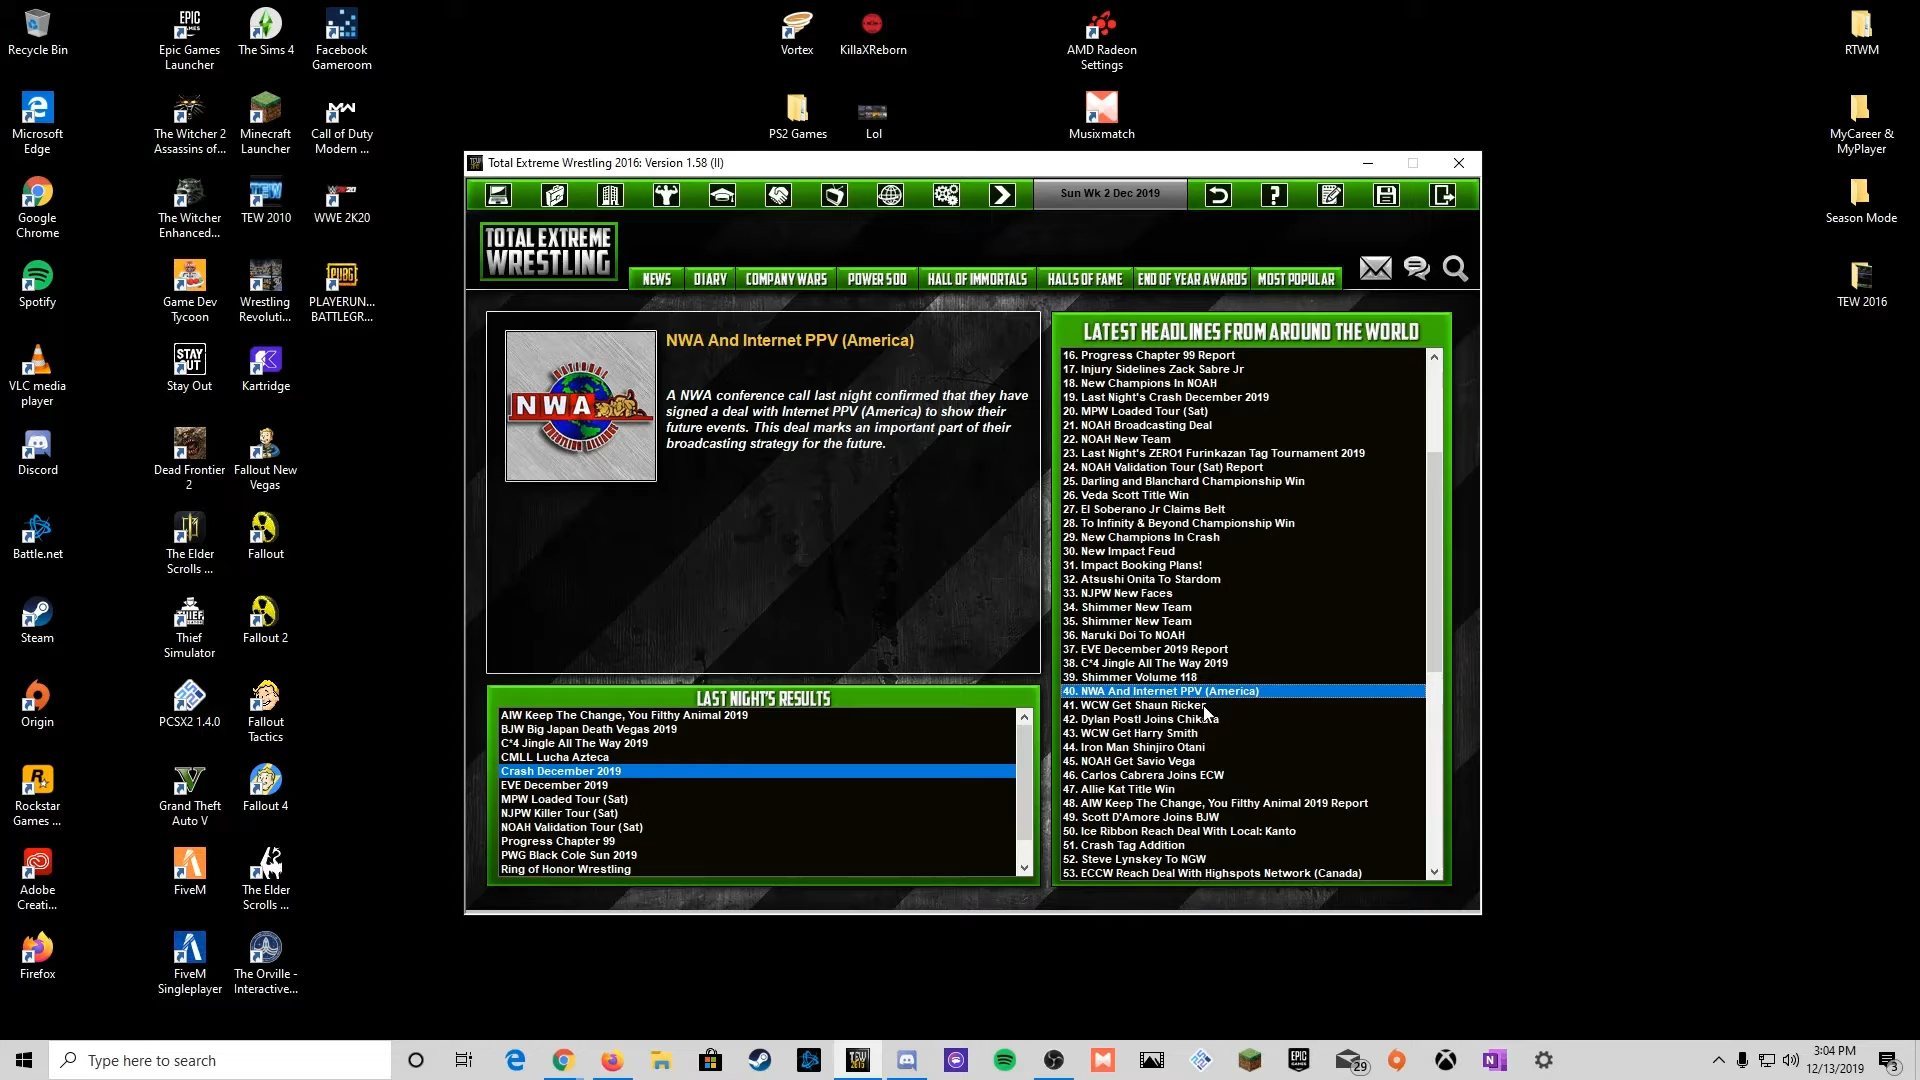 Recycle Bin
Epic Games
Launcher
The Sims 4
Facebook
Gameroom
Vortex
KillaXReborn
AMD Radeon
Settings
RTWM
Microsoft
Edge
The Witcher 2
Assassins of...
Minecraft
Launcher
Call of Duty
Modern ...
PS2 Games
Lol
Musixmatch
MyCareer &
MyPlayer
Google
Chrome
The Witcher
Enhanced...
TEW 2010
WWE 2K20
Season Mode
Spotify
Game Dev
Tycoon
Wrestling
Revoluti...
PLAYERUN...
BATTLEGR...
TEW 2016
VLC media
player
STAY
OUT
Stay Out
Kartridge
Discord
Dead Frontier
2
Fallout New
Vegas
Battle.net
The Elder
Scrolls ...
Fallout
Steam
Thief
Simulator
Fallout 2
Origin
PCSX2 1.4.0
Fallout
Tactics
Rockstar
Games ...
Grand Theft
Auto V
Fallout 4
Adobe
Creati...
FiveM
The Elder
Scrolls ...
Firefox
FiveM
Singleplayer
The Orville -
Interactive...
Total Extreme Wrestling 2016: Version 1.58 (II)
Sun Wk 2 Dec 2019
TOTAL EXTREME
WRESTLING
NEWS
DIARY
COMPANY WARS
POWER 500
HALL OF IMMORTALS
HALLS OF FAME
END OF YEAR AWARDS
MOST POPULAR
NATIONAL
NWA
WRESTLING ALLIANCE
NWA And Internet PPV (America)
A NWA conference call last night confirmed that they have
signed a deal with Internet PPV (America) to show their
future events. This deal marks an important part of their
broadcasting strategy for the future.
LAST NIGHT'S RESULTS
AIW Keep The Change, You Filthy Animal 2019
BJW Big Japan Death Vegas 2019
C*4 Jingle All The Way 2019
CMLL Lucha Azteca
Crash December 2019
EVE December 2019
MPW Loaded Tour (Sat)
NJPW Killer Tour (Sat)
NOAH Validation Tour (Sat)
Progress Chapter 99
PWG Black Cole Sun 2019
Ring of Honor Wrestling
LATEST HEADLINES FROM AROUND THE WORLD
16. Progress Chapter 99 Report
17. Injury Sidelines Zack Sabre Jr
18. New Champions In NOAH
19. Last Night's Crash December 2019
20. MPW Loaded Tour (Sat)
21. NOAH Broadcasting Deal
22. NOAH New Team
23. Last Night's ZERO1 Furinkazan Tag Tournament 2019
24. NOAH Validation Tour (Sat) Report
25. Darling and Blanchard Championship Win
26. Veda Scott Title Win
27. El Soberano Jr Claims Belt
28. To Infinity & Beyond Championship Win
29. New Champions In Crash
30. New Impact Feud
31. Impact Booking Plans!
32. Atsushi Onita To Stardom
33. NJPW New Faces
34. Shimmer New Team
35. Shimmer New Team
36. Naruki Doi To NOAH
37. EVE December 2019 Report
38. C*4 Jingle All The Way 2019
39. Shimmer Volume 118
40. NWA And Internet PPV (America)
41. WCW Get Shaun Ricker
42. Dylan Postl Joins Chikara
43. WCW Get Harry Smith
44. Iron Man Shinjiro Otani
45. NOAH Get Savio Vega
46. Carlos Cabrera Joins ECW
47. Allie Kat Title Win
48. AIW Keep The Change, You Filthy Animal 2019 Report
49. Scott D'Amore Joins BJW
50. Ice Ribbon Reach Deal With Local: Kanto
51. Crash Tag Addition
52. Steve Lynskey To NGW
53. ECCW Reach Deal With Highspots Network (Canada)
Type here to search
29
3:04 PM
12/13/2019
3